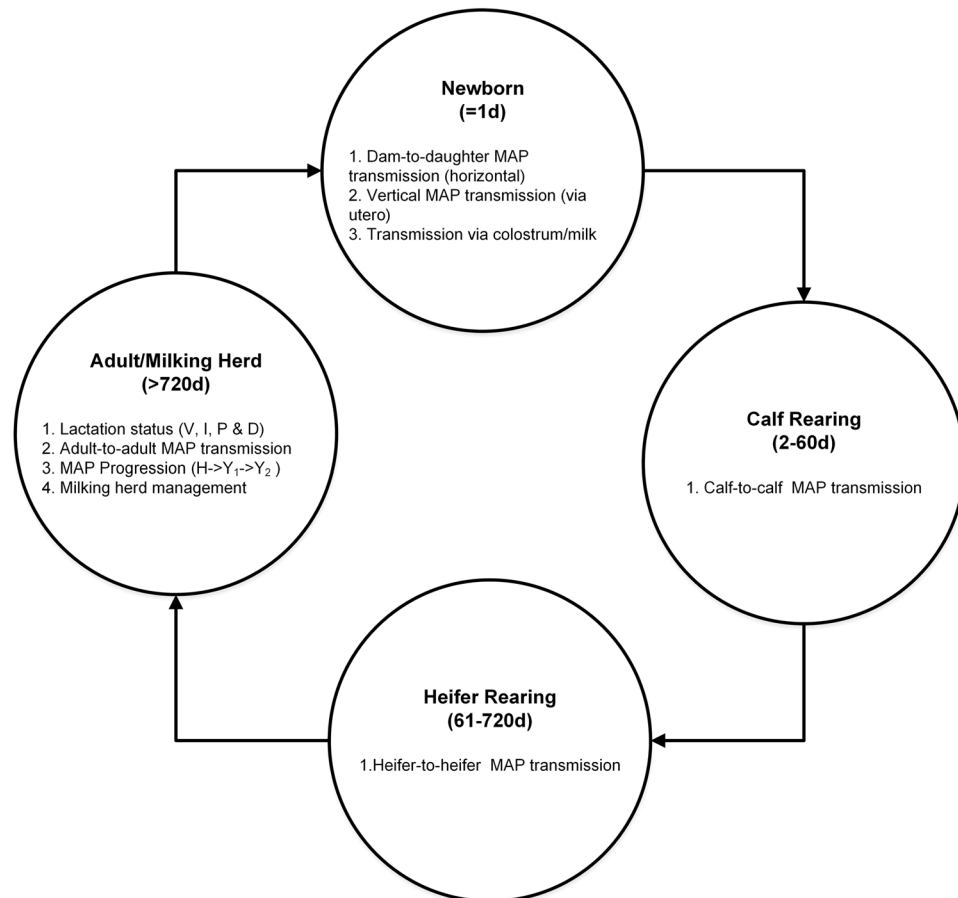 Newborn
(=1d)
1. Dam-to-daughter MAP
transmission (horizontal)
2. Vertical MAP transmission (via
utero)
3. Transmission via colostrum/milk
Adult/Milking Herd
(>720d)
1. Lactation status (V, I, P & D)
2. Adult-to-adult MAP transmission
3. MAP Progression (H->Y₁->Y₂ )
4. Milking herd management
Calf Rearing
(2-60d)
1. Calf-to-calf  MAP transmission
Heifer Rearing
(61-720d)
1.Heifer-to-heifer  MAP transmission